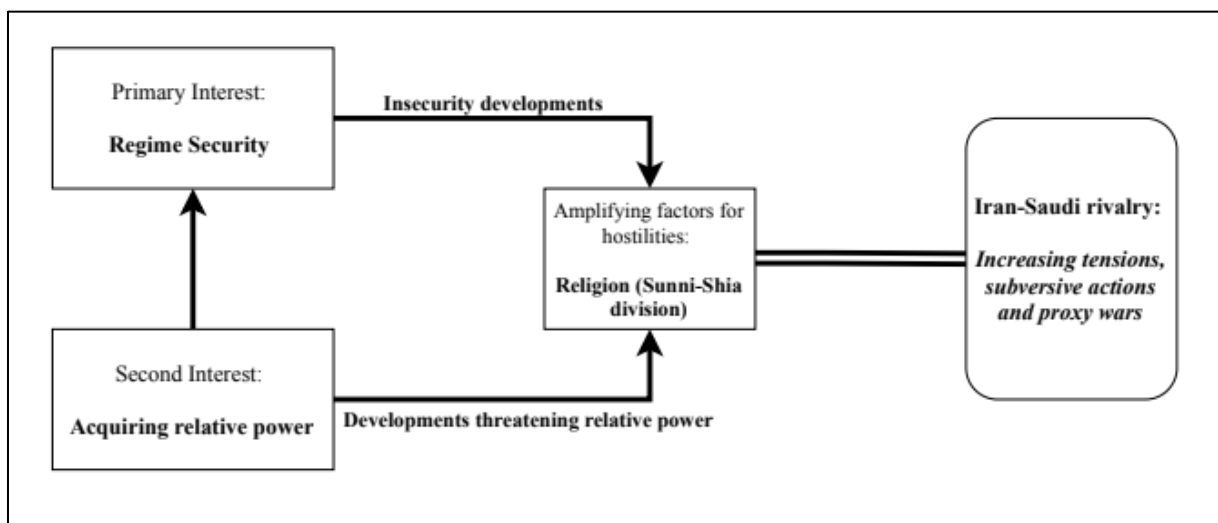 Primary Interest:
Regime Security
Insecurity developments
Amplifying factors for
hostilities:
Religion (Sunni-Shia
division)
Iran-Saudi rivalry:
Increasing tensions,
subversive actions
and proxy wars
Second Interest:
Acquiring relative power
Developments threatening relative power